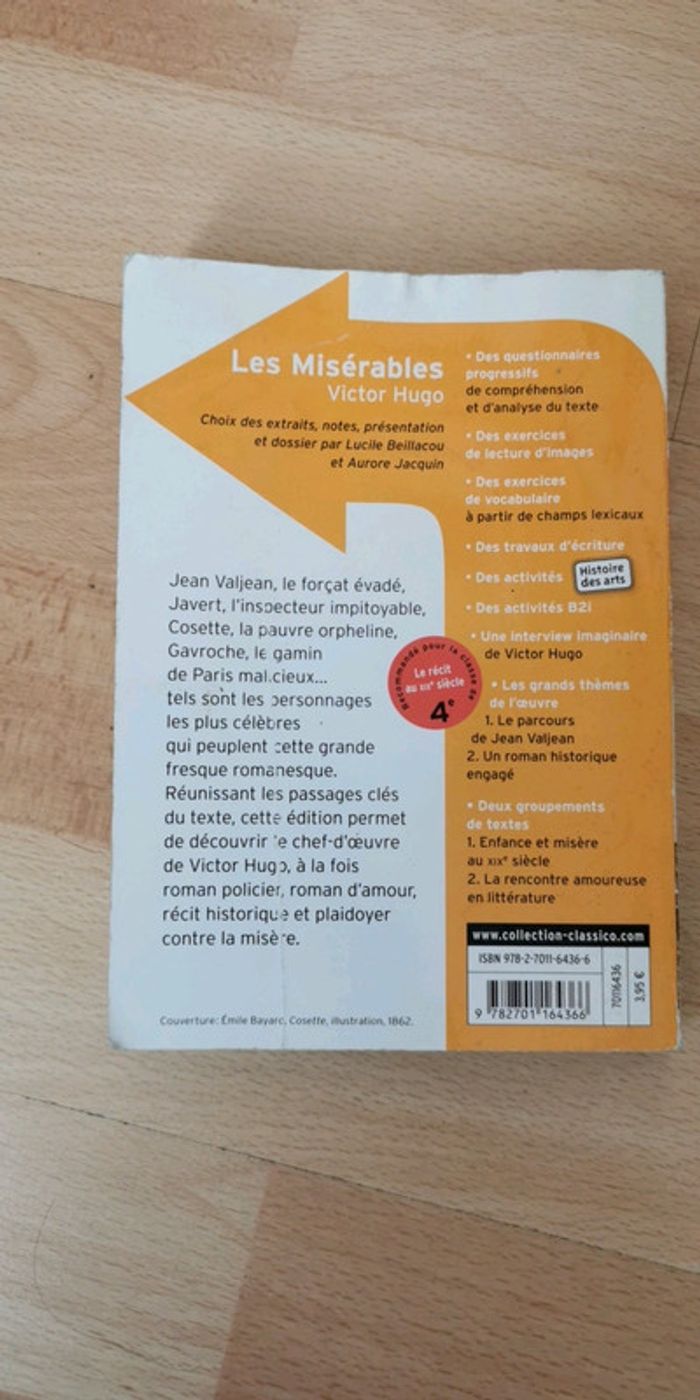 Les Misérables
Victor Hugo
Choix des extraits, notes, présentation
et dossier par Lucile Beillacou
et Aurore Jacquin
Jean Valjean, le forçat évadé,
Javert, l'inspecteur impitoyable,
Cosette, la pauvre orpheline,
Gavroche, le gamin
de Paris malicieux...
tels sont les personnages
les plus célèbres
qui peuplent cette grande
fresque romanesque.
Réunissant les passages clés
du texte, cette édition permet
de découvrir le chef-d'œuvre
de Victor Hugo, à la fois
roman policier, roman d'amour,
récit historique et plaidoyer
contre la misère.
Couverture: Émile Bayard, Cosette, illustration, 1862.
Recommandé pour la classe de
Le récit
au XIXe siècle
4e
• Des questionnaires
progressifs
de compréhension
et d'analyse du texte
• Des exercices
de lecture d'images
• Des exercices
de vocabulaire
à partir de champs lexicaux
• Des travaux d'écriture
• Des activités
Histoire
des arts
• Des activités B2i
• Une interview imaginaire
de Victor Hugo
• Les grands thèmes
de l'œuvre
1. Le parcours
de Jean Valjean
2. Un roman historique
engagé
• Deux groupements
de textes
1. Enfance et misère
au XIXe siècle
2. La rencontre amoureuse
en littérature
www.collection-classico.com
ISBN 978-2-7011-6436-6
9 782701 164366
70116436
3,95 €